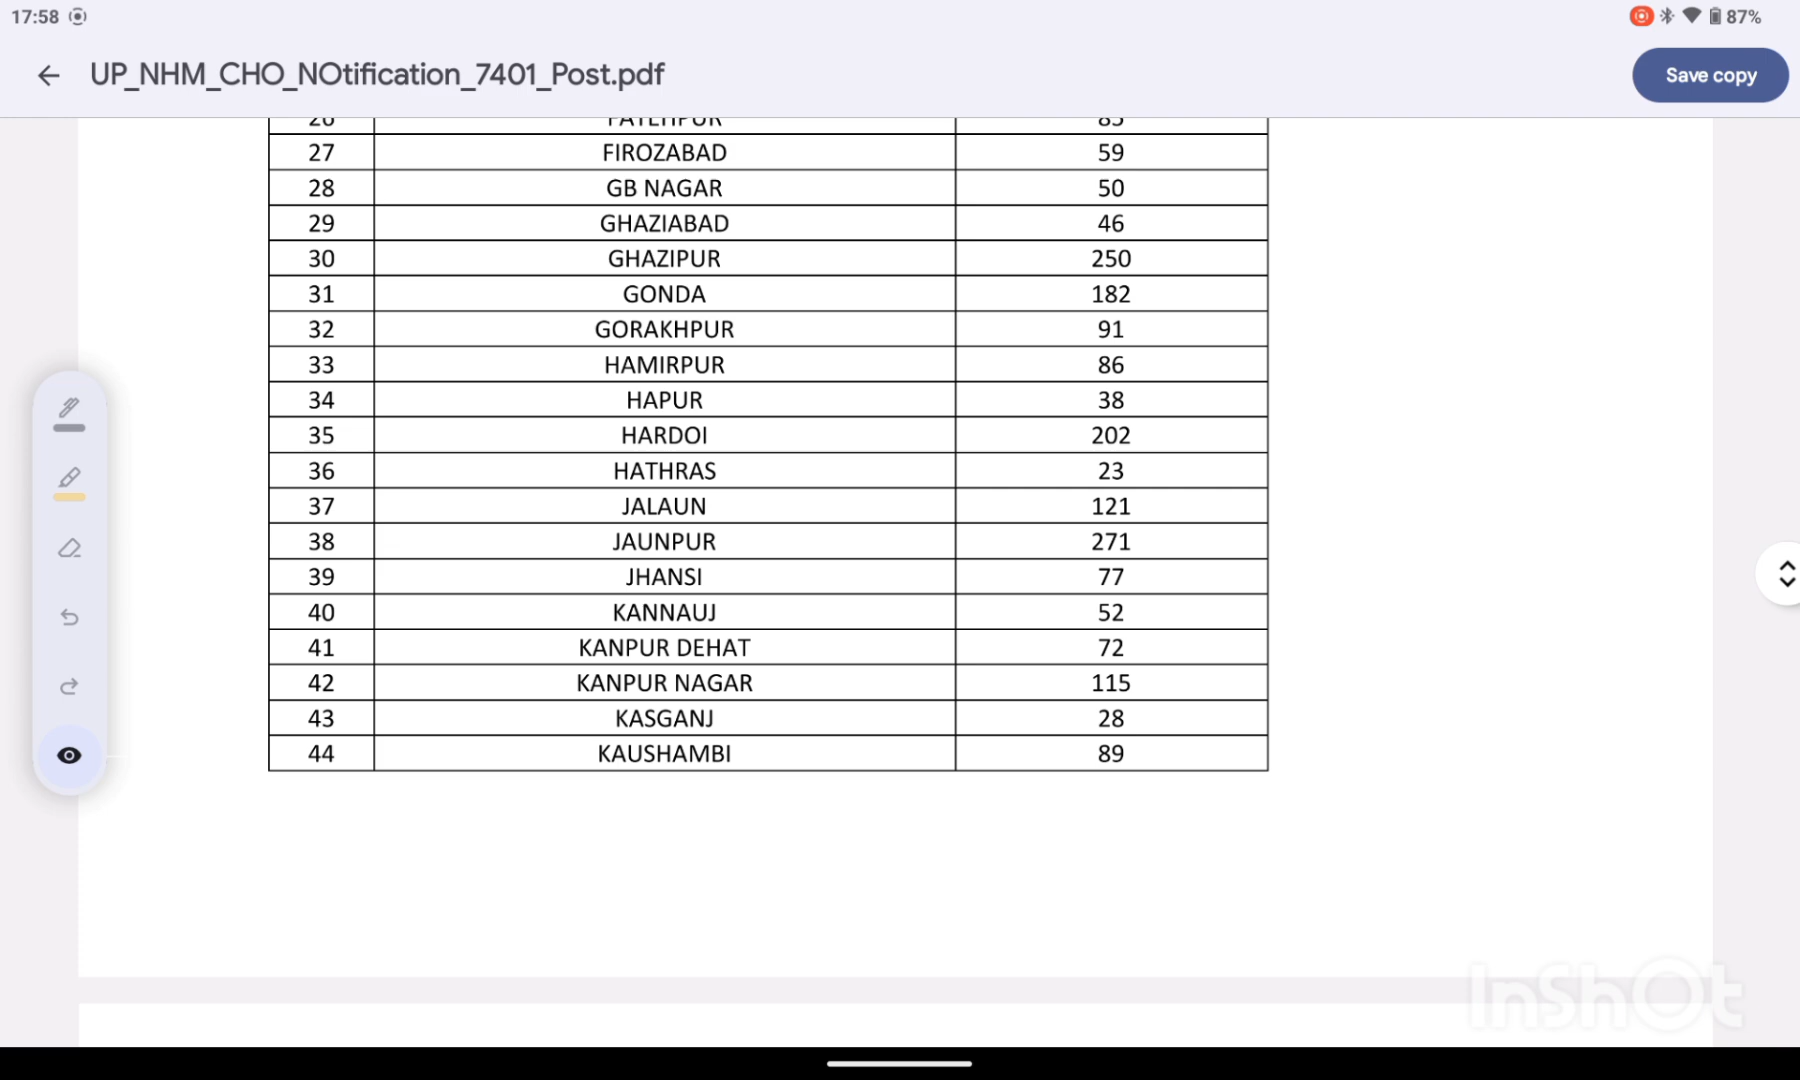 17:58
87%
UP_NHM_CHO_NOtification_7401_Post.pdf
Save copy
26 FATEHPUR 85
27 FIROZABAD 59
28 GB NAGAR 50
29 GHAZIABAD 46
30 GHAZIPUR 250
31 GONDA 182
32 GORAKHPUR 91
33 HAMIRPUR 86
34 HAPUR 38
35 HARDOI 202
36 HATHRAS 23
37 JALAUN 121
38 JAUNPUR 271
39 JHANSI 77
40 KANNAUJ 52
41 KANPUR DEHAT 72
42 KANPUR NAGAR 115
43 KASGANJ 28
44 KAUSHAMBI 89
InShOt